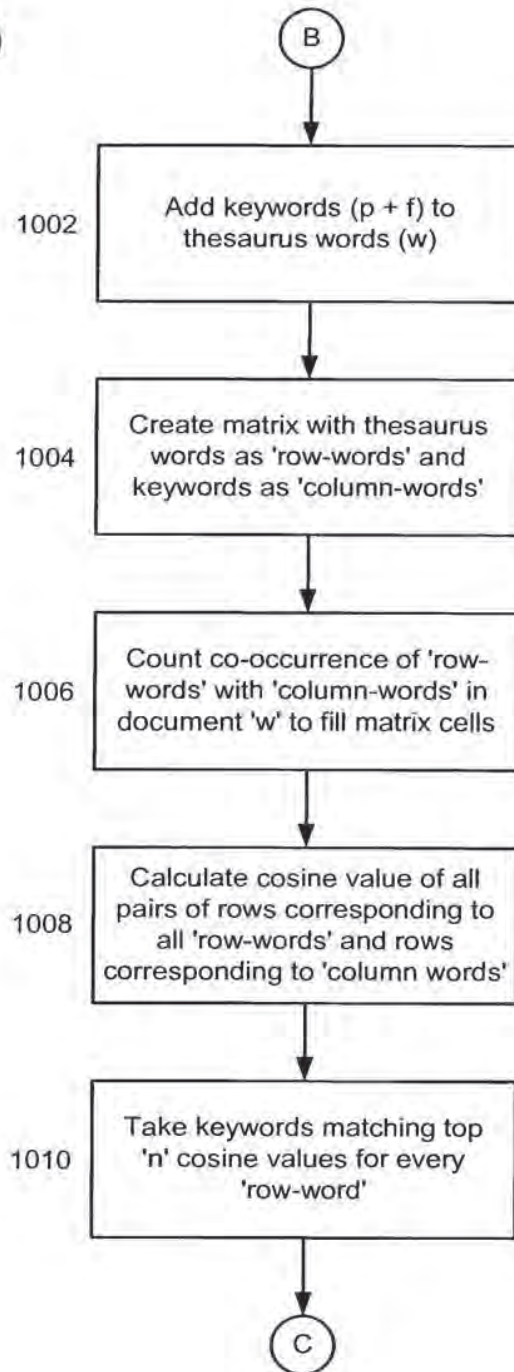 B
1002
Add keywords (p + f) to
thesaurus words (w)
1004
Create matrix with thesaurus
words as 'row-words' and
keywords as 'column-words'
1006
Count co-occurrence of 'row-
words' with 'column-words' in
document 'w' to fill matrix cells
1008
Calculate cosine value of all
pairs of rows corresponding to
all 'row-words' and rows
corresponding to 'column words'
1010
Take keywords matching top
'n' cosine values for every
'row-word'
C